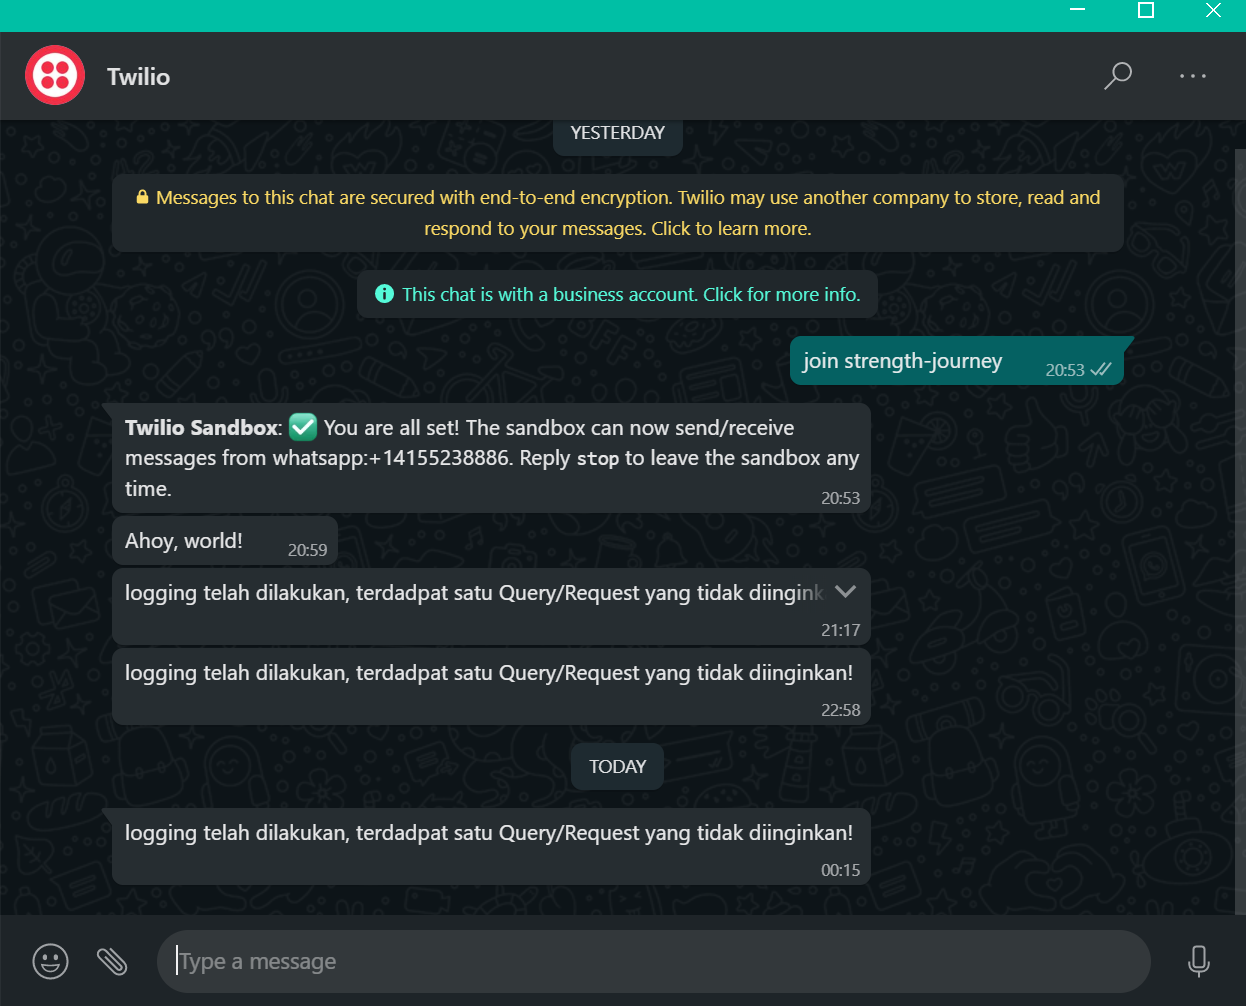 Twilio
YESTERDAY
Messages to this chat are secured with end-to-end encryption. Twilio may use another company to store, read and
respond to your messages. Click to learn more.
This chat is with a business account. Click for more info.
join strength-journey
20:53
Twilio Sandbox: ✅ You are all set! The sandbox can now send/receive
messages from whatsapp:+14155238886. Reply stop to leave the sandbox any
time.
20:53
Ahoy, world!
20:59
logging telah dilakukan, terdadpat satu Query/Request yang tidak diingink
21:17
logging telah dilakukan, terdadpat satu Query/Request yang tidak diinginkan!
22:58
TODAY
logging telah dilakukan, terdadpat satu Query/Request yang tidak diinginkan!
00:15
Type a message